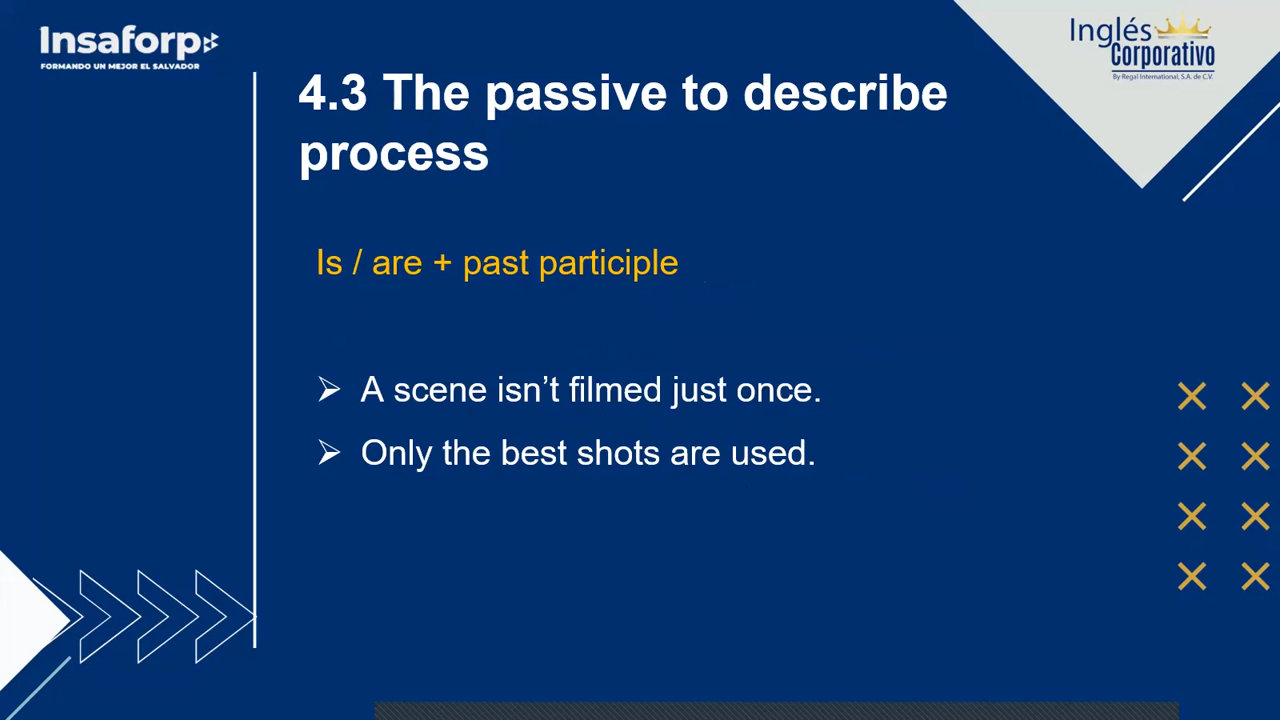 Insaforp
FORMANDO UN MEJOR EL SALVADOR
Inglés
Corporativo
By Regal International, S.A. de C.V.
4.3 The passive to describe
process
Is / are + past participle
A scene isn’t filmed just once.
Only the best shots are used.